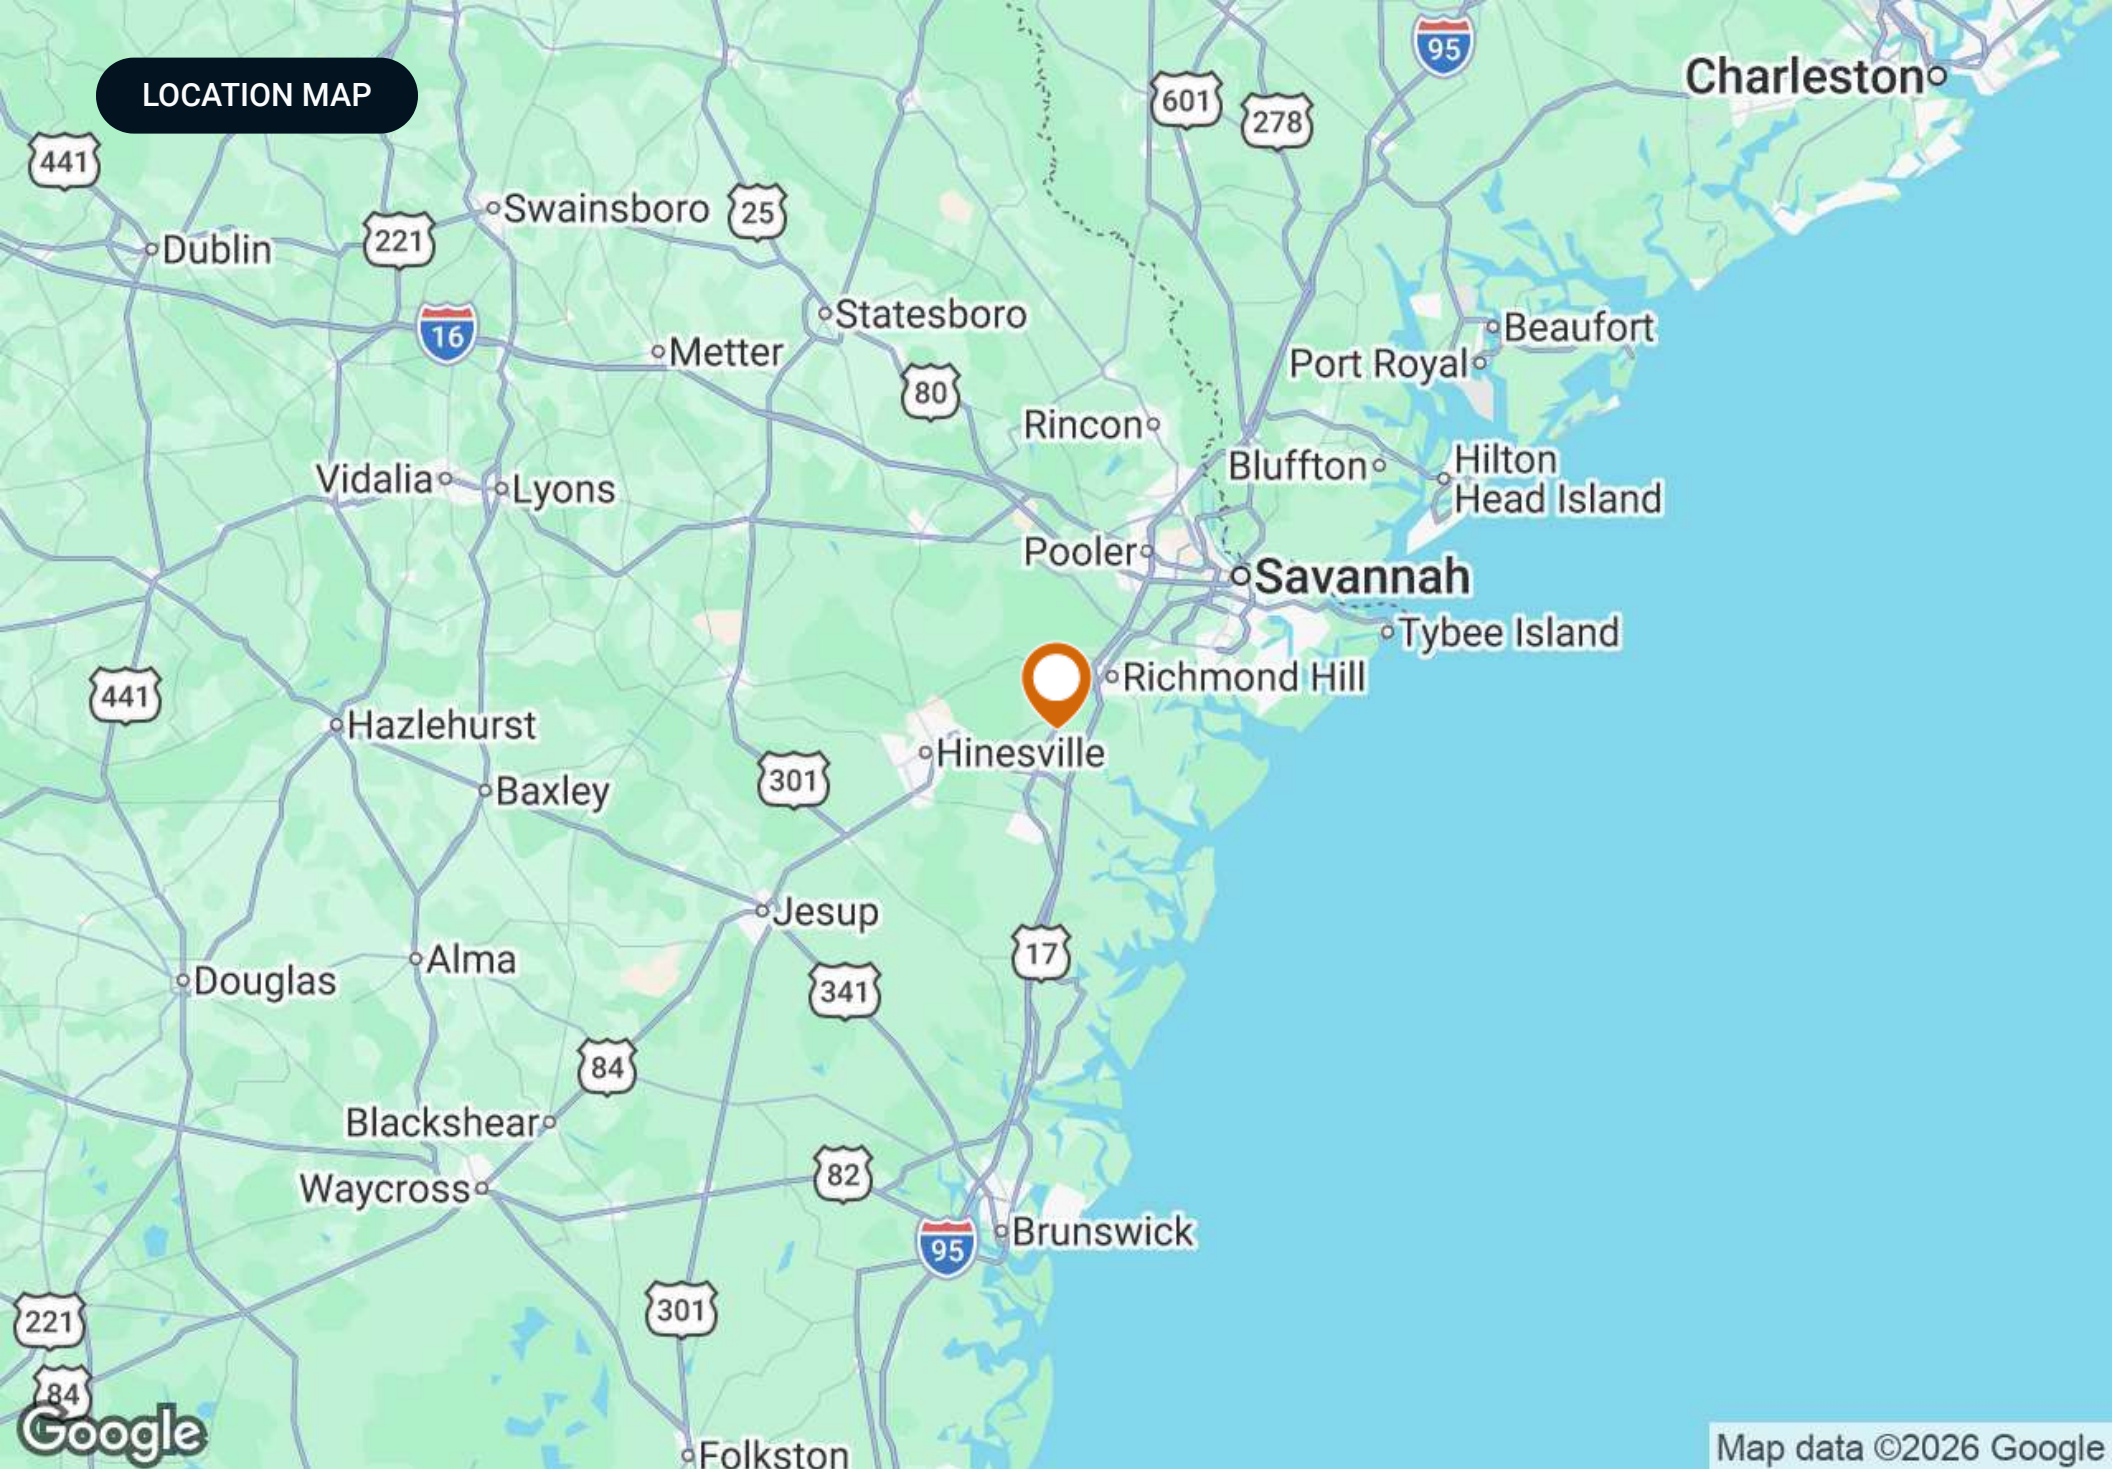 95
Charleston
LOCATION MAP
601
278
441
Swainsboro
25
221
Dublin
Statesboro
16
Beaufort
Metter
Port Royal
80
Rincon
Bluffton
Hilton
Head Island
Vidalia
Lyons
Pooler
Savannah
Tybee Island
Richmond Hill
441
Hazlehurst
Hinesville
301
Baxley
Jesup
17
Alma
Douglas
341
84
Blackshear
82
Waycross
Brunswick
95
301
221
84
Google
Folkston
Map data ©2026 Google